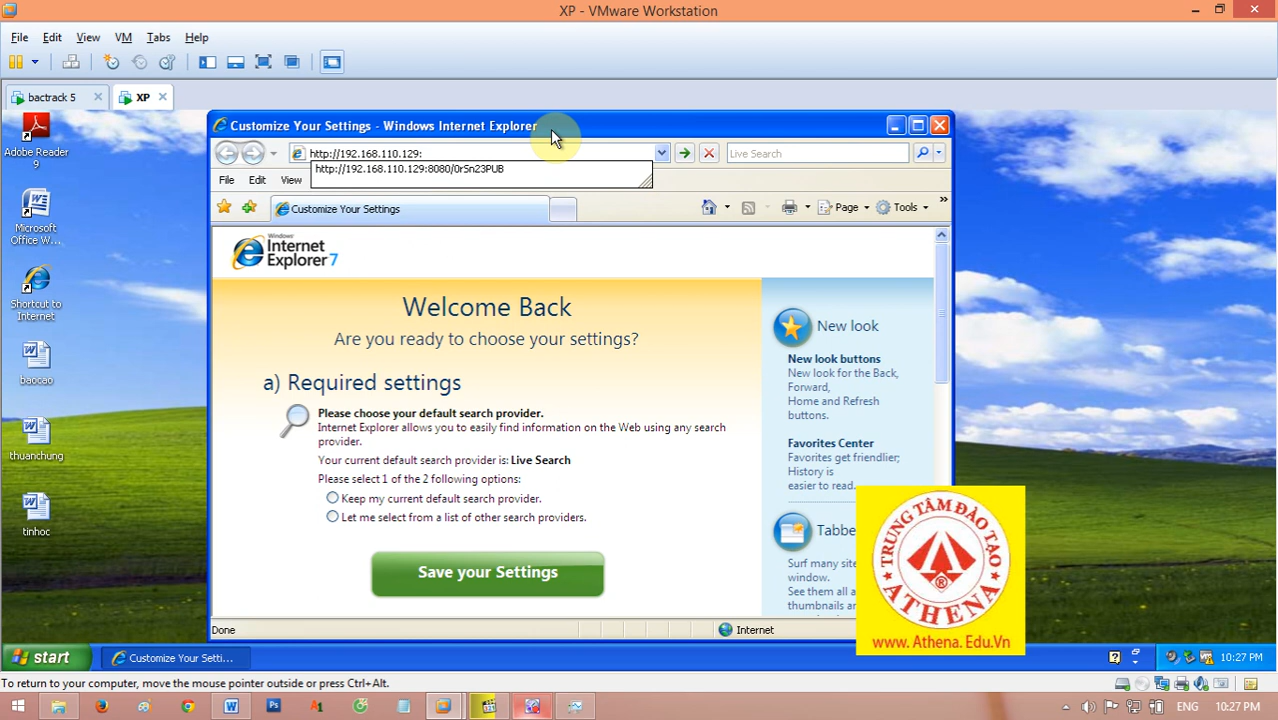 XP - VMware Workstation
File Edit View VM Tabs Help
bactrack 5 XP
Adobe Reader
9
Microsoft
Office W...
Shortcut to
Internet
baocao
thuanchung
tinhoc
Customize Your Settings - Windows Internet Explorer
http://192.168.110.129:
Live Search
http://192.168.110.129:8080/0rSn23PUB
File Edit View
Customize Your Settings
Page Tools
Windows
Internet
Explorer 7
Welcome Back
Are you ready to choose your settings?
a) Required settings
Please choose your default search provider.
Internet Explorer allows you to easily find information on the Web using any search
provider.
Your current default search provider is: Live Search
Please select 1 of the 2 following options:
Keep my current default search provider.
Let me select from a list of other search providers.
Save your Settings
New look
New look buttons
New look for the Back,
Forward,
Home and Refresh
buttons.
Favorites Center
Favorites get friendlier;
History is
easier to read.
Tabbe
Surf many site
window.
See them all a
thumbnails an
TRUNG TÂM ĐÀO TẠO
ATHENA
www. Athena. Edu.Vn
Done
Internet
start
Customize Your Setti...
10:27 PM
To return to your computer, move the mouse pointer outside or press Ctrl+Alt.
ENG 10:27 PM